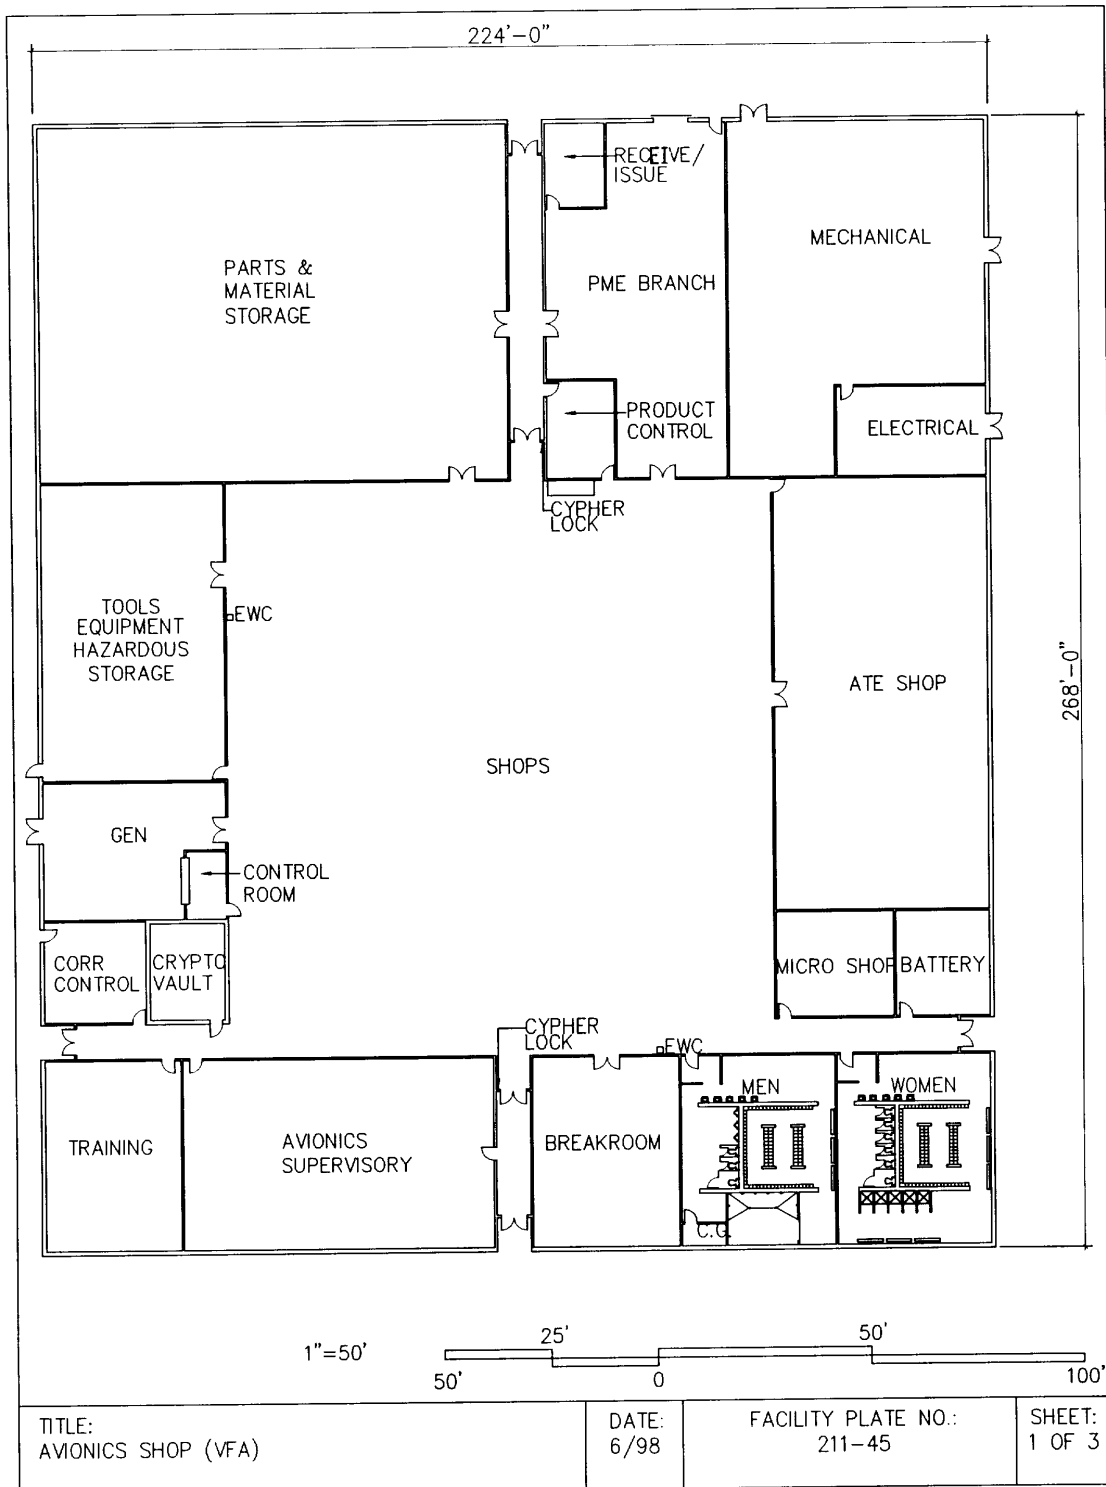 224'-0"
RECEIVE/
ISSUE
MECHANICAL
PARTS &
MATERIAL
STORAGE
PME BRANCH
PRODUCT
CONTROL
ELECTRICAL
CYPHER
LOCK
TOOLS
EQUIPMENT
HAZARDOUS
STORAGE
EWC
ATE SHOP
268'-0"
SHOPS
GEN
CONTROL
ROOM
CORR
CONTROL
CRYPTO
VAULT
MICRO SHOP
BATTERY
CYPHER
LOCK
EWC
MEN
WOMEN
TRAINING
AVIONICS
SUPERVISORY
BREAKROOM
C.G.
1"=50'
25'
50'
50'
0
100'
TITLE:
AVIONICS SHOP (VFA)
DATE:
6/98
FACILITY PLATE NO.:
211-45
SHEET:
1 OF 3